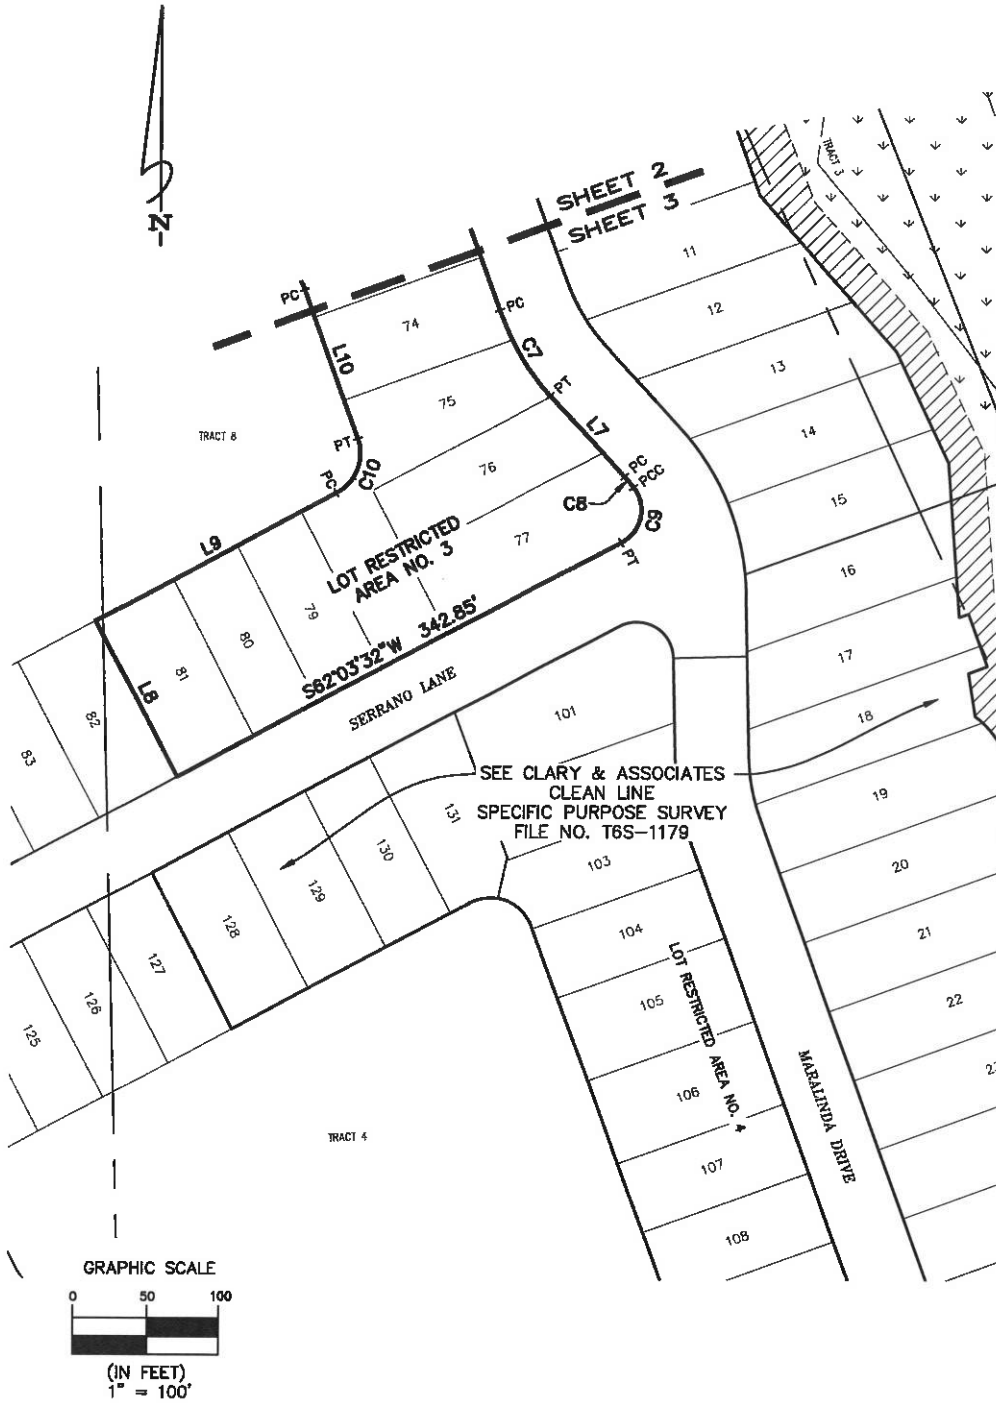 N
SHEET 2
SHEET 3
TRACT 3
PC
L10
74
PC
C7
PT
11
12
13
14
15
16
17
18
19
20
21
22
TRACT 8
75
76
77
L7
PC
PCC
C8
C9
PT
PT
C10
PC
L9
LOT RESTRICTED
AREA NO. 3
79
80
81
L8
82
83
S62°03'32"W 342.85'
SERRANO LANE
101
SEE CLARY & ASSOCIATES
CLEAN LINE
SPECIFIC PURPOSE SURVEY
FILE NO. T6S-1179
131
130
129
128
127
126
125
103
104
105
106
107
108
LOT RESTRICTED AREA NO. 4
MARALINDA DRIVE
TRACT 4
GRAPHIC SCALE
0 50 100
(IN FEET)
1" = 100'